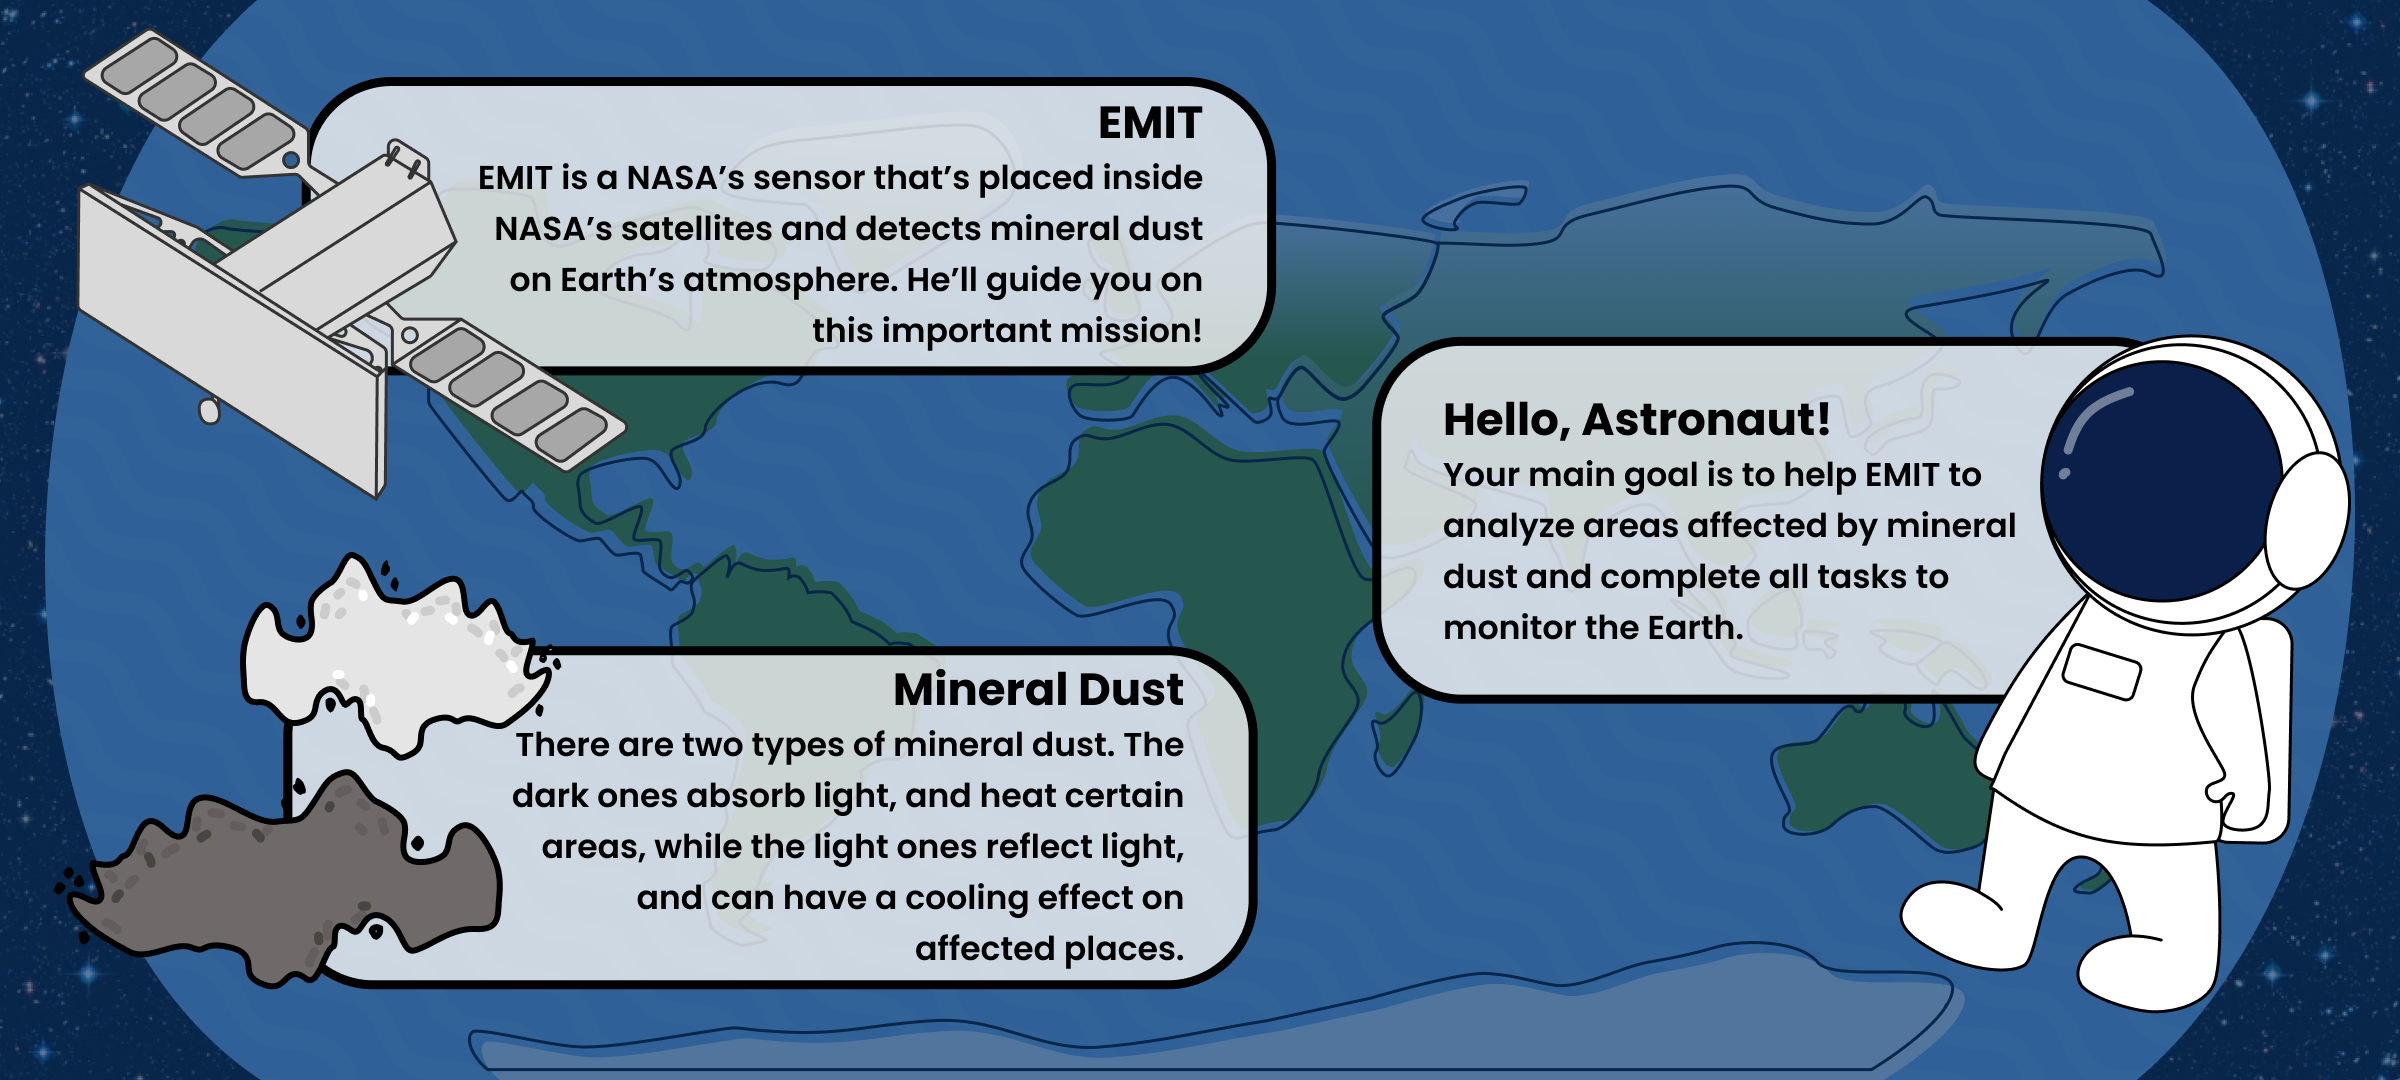 EMIT
EMIT is a NASA’s sensor that’s placed inside
NASA’s satellites and detects mineral dust
on Earth’s atmosphere. He’ll guide you on
this important mission!
Hello, Astronaut!
Your main goal is to help EMIT to
analyze areas affected by mineral
dust and complete all tasks to
monitor the Earth.
Mineral Dust
There are two types of mineral dust. The
dark ones absorb light, and heat certain
areas, while the light ones reflect light,
and can have a cooling effect on
affected places.